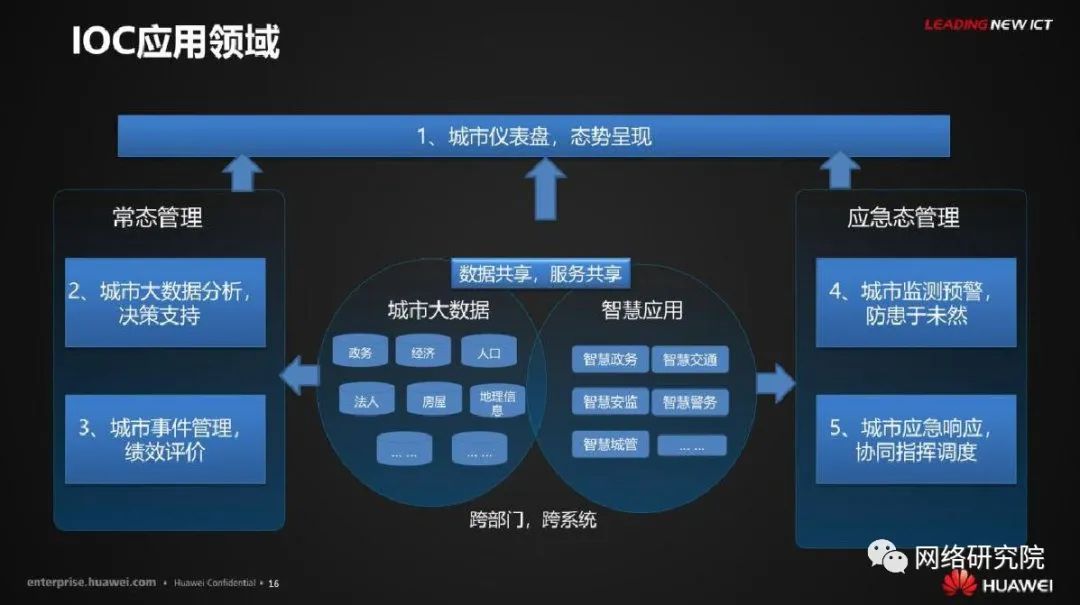 IOC应用领域
LEADING NEW ICT
1、城市仪表盘，态势呈现
常态管理
2、城市大数据分析，
决策支持
3、城市事件管理，
绩效评价
数据共享，服务共享
城市大数据
政务
经济
人口
法人
房屋
地理信
息
... ...
... ...
智慧应用
智慧政务
智慧交通
智慧安监
智慧警务
智慧城管
... ...
跨部门，跨系统
应急态管理
4、城市监测预警，
防患于未然
5、城市应急响应，
协同指挥调度
enterprise.huawei.com • Huawei Confidential • 16
网络研究院
HUAWEI